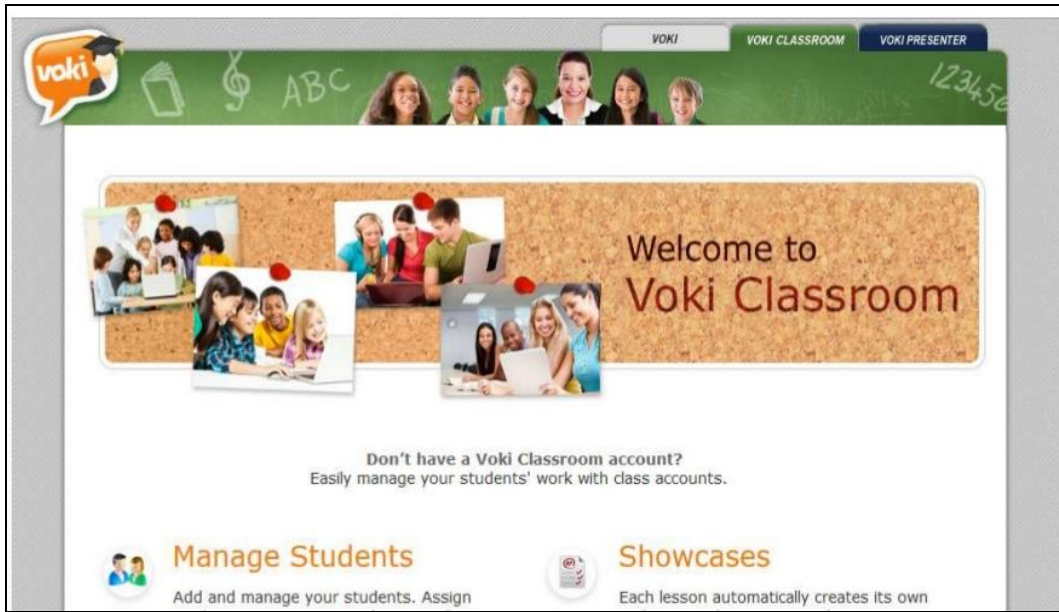 VOKI
VOKI CLASSROOM
VOKI PRESENTER
voki
ABC
123456
Welcome to
Voki Classroom
Don't have a Voki Classroom account?
Easily manage your students' work with class accounts.
Manage Students
Add and manage your students. Assign
Showcases
Each lesson automatically creates its own